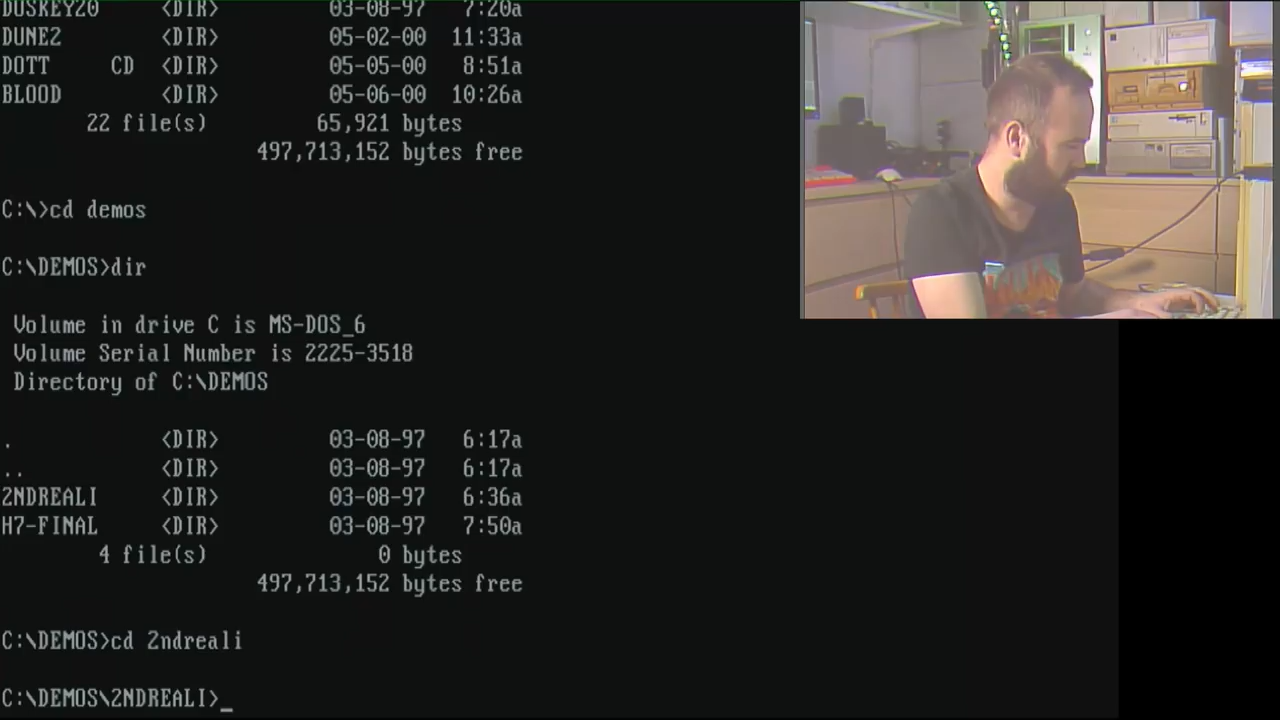 DOSKEY20 <DIR> 03-08-97 7:20a
DUNE2 <DIR> 05-02-00 11:33a
DOTT CD <DIR> 05-05-00 8:51a
BLOOD <DIR> 05-06-00 10:26a
22 file(s) 65,921 bytes
497,713,152 bytes free
C:\>cd demos
C:\DEMOS>dir
Volume in drive C is MS-DOS_6
Volume Serial Number is 2225-3518
Directory of C:\DEMOS
. <DIR> 03-08-97 6:17a
.. <DIR> 03-08-97 6:17a
2NDREALI <DIR> 03-08-97 6:36a
H7-FINAL <DIR> 03-08-97 7:50a
4 file(s) 0 bytes
497,713,152 bytes free
C:\DEMOS>cd 2ndreali
C:\DEMOS\2NDREALI>_